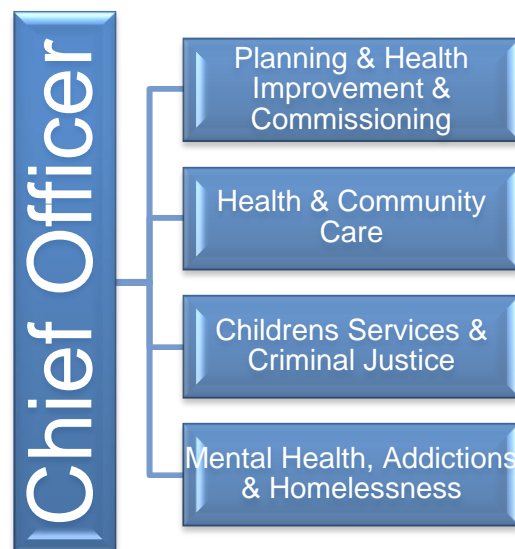 Chief Officer
Planning & Health
Improvement &
Commissioning
Health & Community
Care
Childrens Services &
Criminal Justice
Mental Health, Addictions
& Homelessness